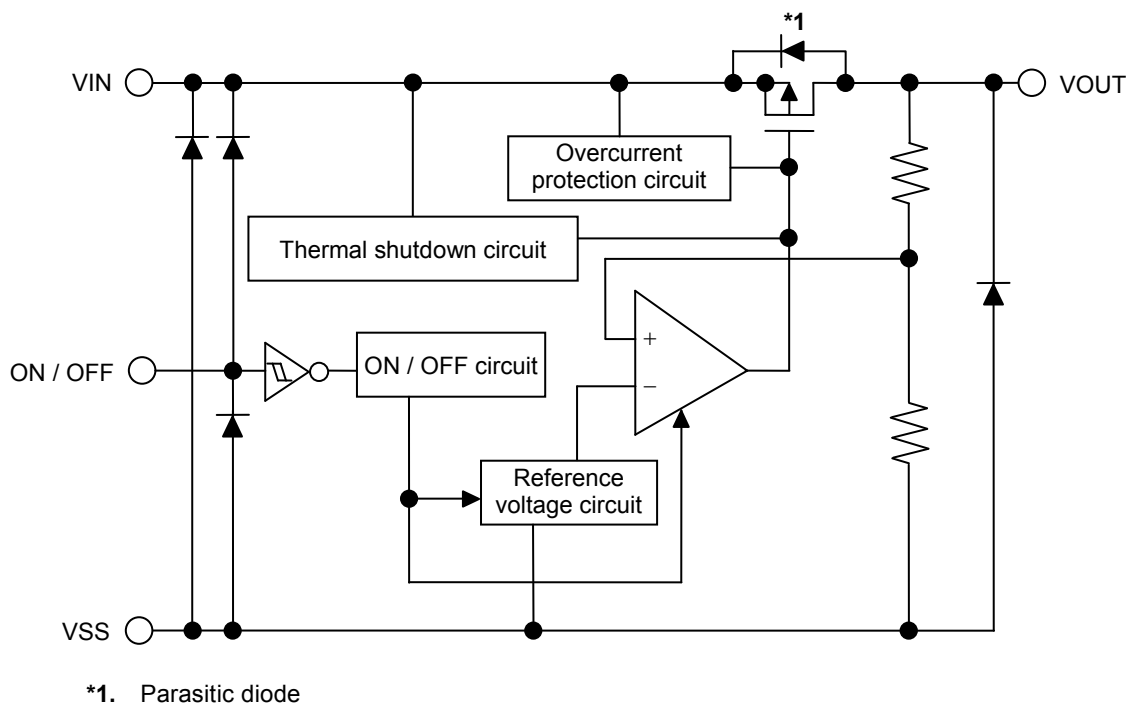 *1
VIN
VOUT
Overcurrent
protection circuit
Thermal shutdown circuit
+
ON / OFF
ON / OFF circuit
−
Reference
voltage circuit
VSS
*1. Parasitic diode